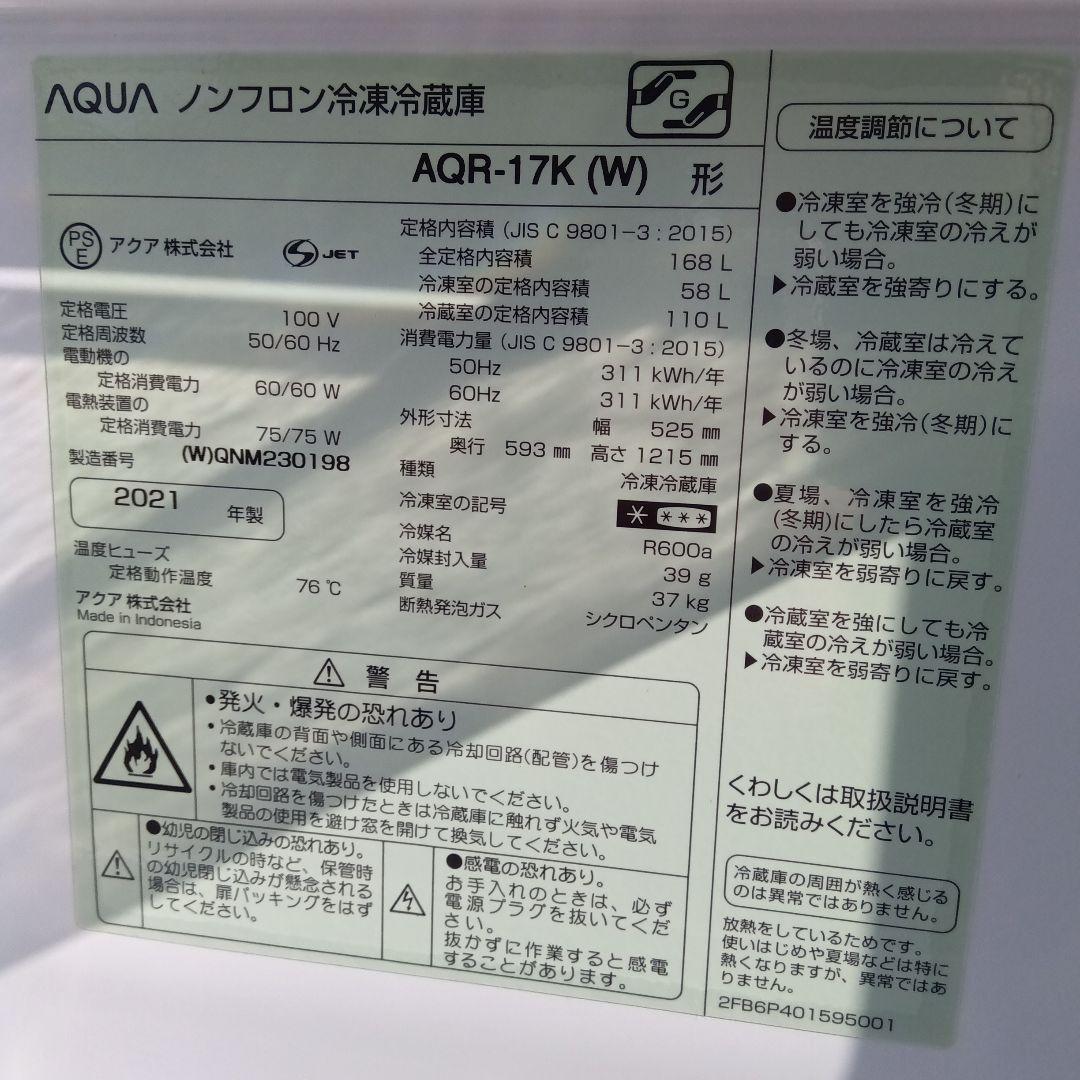 AQUA ノンフロン冷凍冷蔵庫
G
AQR-17K (W) 形
PS
E
アクア 株式会社
S JET
定格電圧 100 V
定格周波数 50/60 Hz
電動機の
定格消費電力 60/60 W
電熱装置の
定格消費電力 75/75 W
製造番号 (W)QNM230198
2021 年製
温度ヒューズ
定格動作温度 76 ℃
アクア 株式会社
Made in Indonesia
定格内容積 (JIS C 9801-3 : 2015)
全定格内容積 168 L
冷凍室の定格内容積 58 L
冷蔵室の定格内容積 110 L
消費電力量 (JIS C 9801-3 : 2015)
50Hz 311 kWh/年
60Hz 311 kWh/年
外形寸法 幅 525 ㎜
奥行 593 ㎜ 高さ 1215 ㎜
種類 冷凍冷蔵庫
冷凍室の記号 * ***
冷媒名 R600a
冷媒封入量 39 g
質量 37 kg
断熱発泡ガス シクロペンタン
⚠ 警 告
●発火・爆発の恐れあり
・冷蔵庫の背面や側面にある冷却回路(配管)を傷つけ
ないでください。
・庫内では電気製品を使用しないでください。
・冷却回路を傷つけたときは冷蔵庫に触れず火気や電気
製品の使用を避け窓を開けて換気してください。
●幼児の閉じ込みの恐れあり。
リサイクルの時など、保管時
の幼児閉じ込みが懸念される
場合は、扉パッキングをはず
してください。
●感電の恐れあり。
お手入れのときは、必ず
電源プラグを抜いてくだ
さい。
抜かずに作業すると感電
することがあります。
温度調節について
●冷凍室を強冷(冬期)に
しても冷凍室の冷えが
弱い場合。
▶冷蔵室を強寄りにする。
●冬場、冷蔵室は冷えて
いるのに冷凍室の冷え
が弱い場合。
▶冷凍室を強冷(冬期)に
する。
●夏場、冷凍室を強冷
(冬期)にしたら冷蔵室
の冷えが弱い場合。
▶冷凍室を弱寄りに戻す。
●冷蔵室を強にしても冷
蔵室の冷えが弱い場合。
▶冷凍室を弱寄りに戻す。
くわしくは取扱説明書
をお読みください。
冷蔵庫の周囲が熱く感じる
のは異常ではありません。
放熱をしているためです。
使いはじめや夏場などは特に
熱くなりますが、異常ではあ
りません。
2FB6P401595001